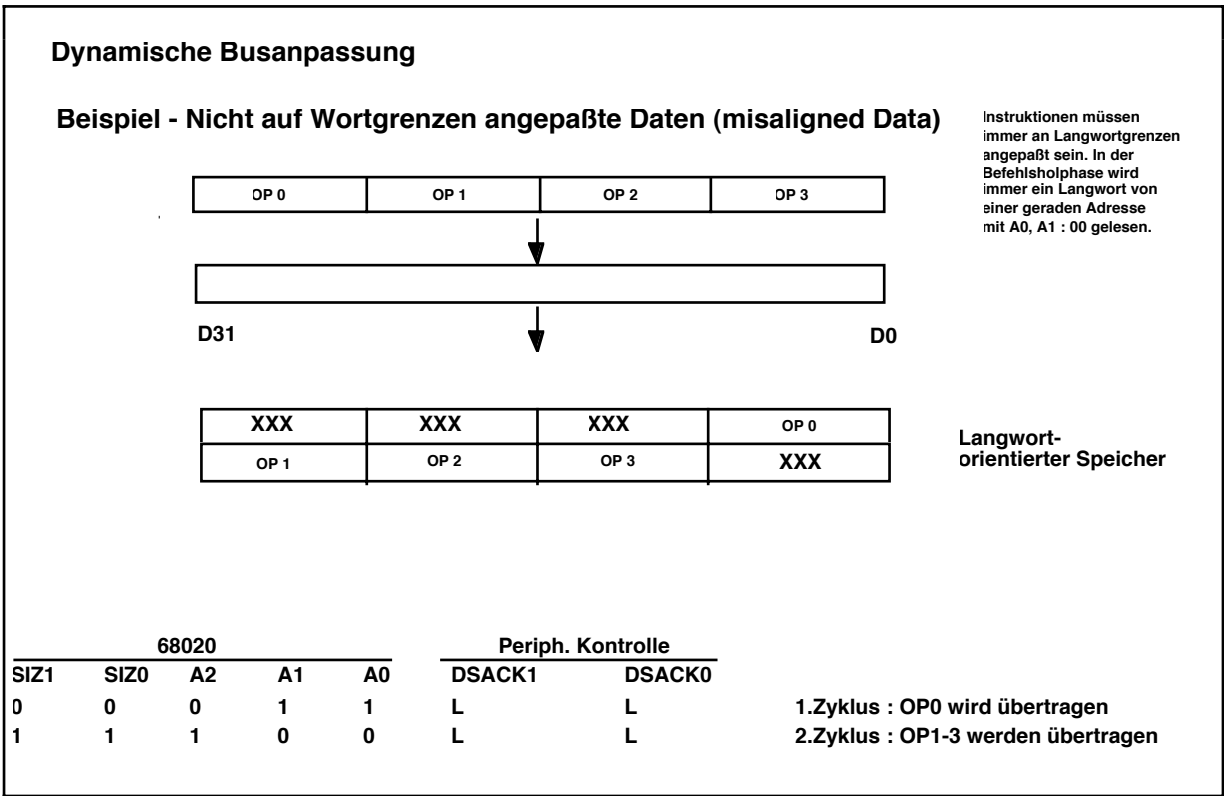 Dynamische Busanpassung
Beispiel - Nicht auf Wortgrenzen angepaßte Daten (misaligned Data)
Instruktionen müssen
immer an Langwortgrenzen
angepaßt sein. In der
Befehlsholphase wird
immer ein Langwort von
einer geraden Adresse
mit A0, A1 : 00 gelesen.
OP 0 OP 1 OP 2 OP 3
D31 D0
XXX XXX XXX OP 0
OP 1 OP 2 OP 3 XXX
Langwort-
orientierter Speicher
68020 Periph. Kontrolle
SIZ1 SIZ0 A2 A1 A0 DSACK1 DSACK0
0 0 0 1 1 L L 1.Zyklus : OP0 wird übertragen
1 1 1 0 0 L L 2.Zyklus : OP1-3 werden übertragen